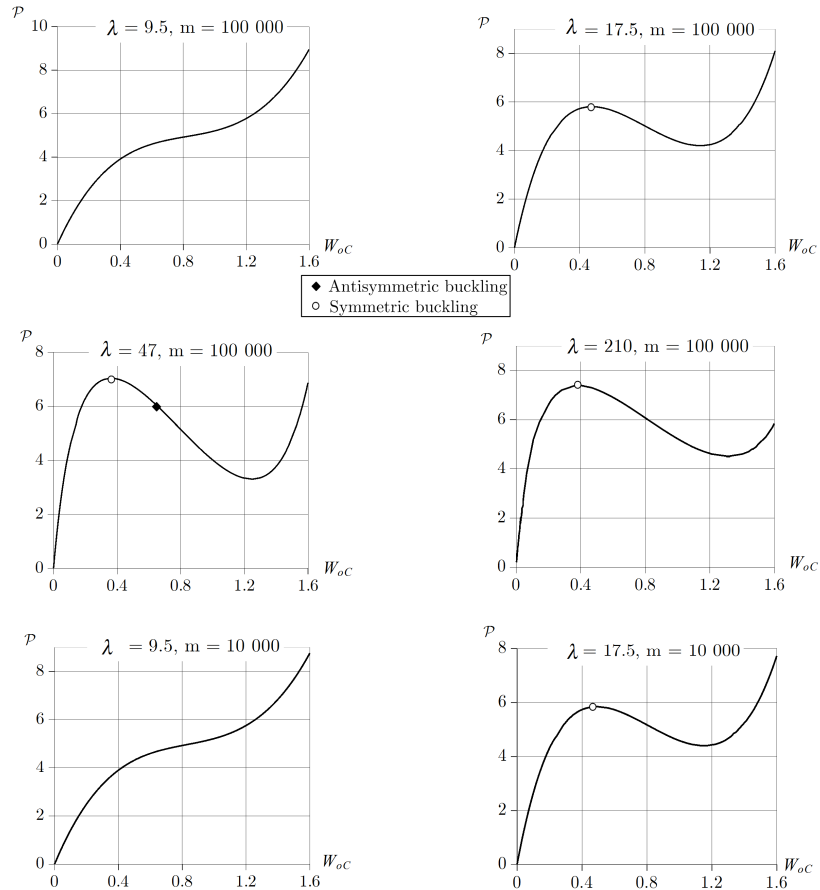 𝒫
λ = 9.5, m = 100 000
10
8
6
4
2
0
0 0.4 0.8 1.2 1.6
W_oC
𝒫
λ = 17.5, m = 100 000
8
6
4
2
0
0 0.4 0.8 1.2 1.6
W_oC
Antisymmetric buckling
Symmetric buckling
𝒫
λ = 47, m = 100 000
8
6
4
2
0
0 0.4 0.8 1.2 1.6
W_oC
𝒫
λ = 210, m = 100 000
8
6
4
2
0
0 0.4 0.8 1.2 1.6
W_oC
𝒫
λ = 9.5, m = 10 000
8
6
4
2
0
0 0.4 0.8 1.2 1.6
W_oC
𝒫
λ = 17.5, m = 10 000
8
6
4
2
0
0 0.4 0.8 1.2 1.6
W_oC